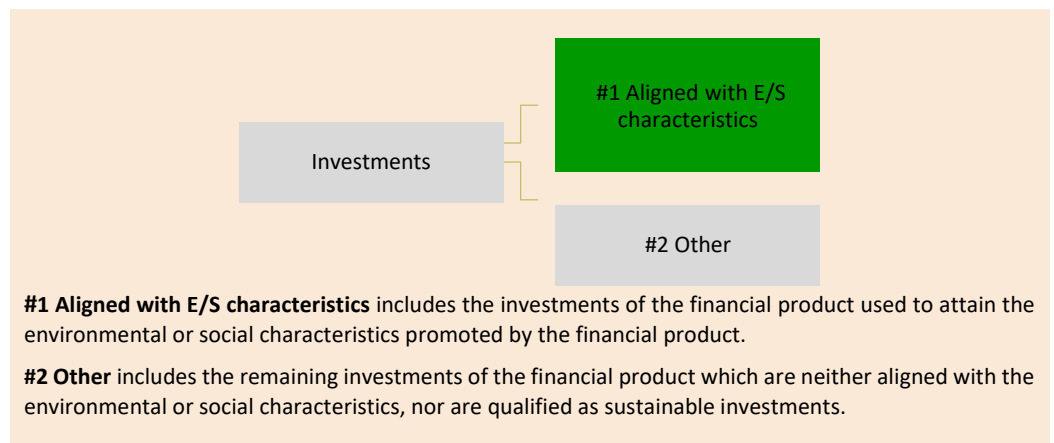 #1 Aligned with E/S
characteristics
Investments
#2 Other
#1 Aligned with E/S characteristics includes the investments of the financial product used to attain the
environmental or social characteristics promoted by the financial product.
#2 Other includes the remaining investments of the financial product which are neither aligned with the
environmental or social characteristics, nor are qualified as sustainable investments.